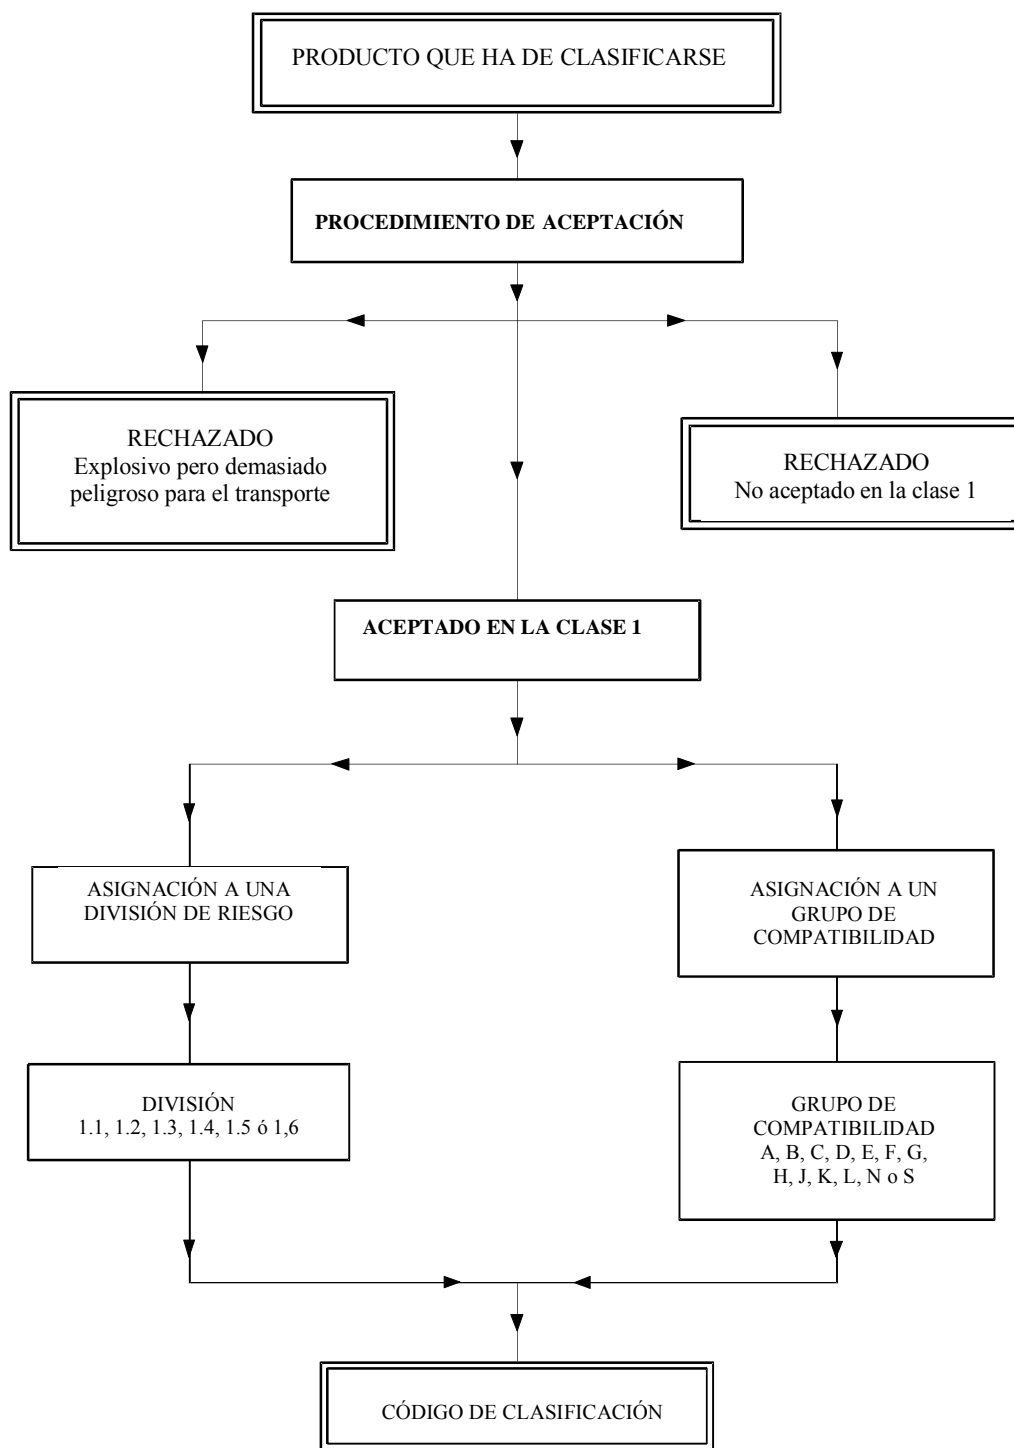 PRODUCTO QUE HA DE CLASIFICARSE
PROCEDIMIENTO DE ACEPTACIÓN
RECHAZADO
Explosivo pero demasiado
peligroso para el transporte
RECHAZADO
No aceptado en la clase 1
ACEPTADO EN LA CLASE 1
ASIGNACIÓN A UNA
DIVISIÓN DE RIESGO
ASIGNACIÓN A UN
GRUPO DE
COMPATIBILIDAD
DIVISIÓN
1.1, 1.2, 1.3, 1.4, 1.5 ó 1,6
GRUPO DE
COMPATIBILIDAD
A, B, C, D, E, F, G,
H, J, K, L, N o S
CÓDIGO DE CLASIFICACIÓN